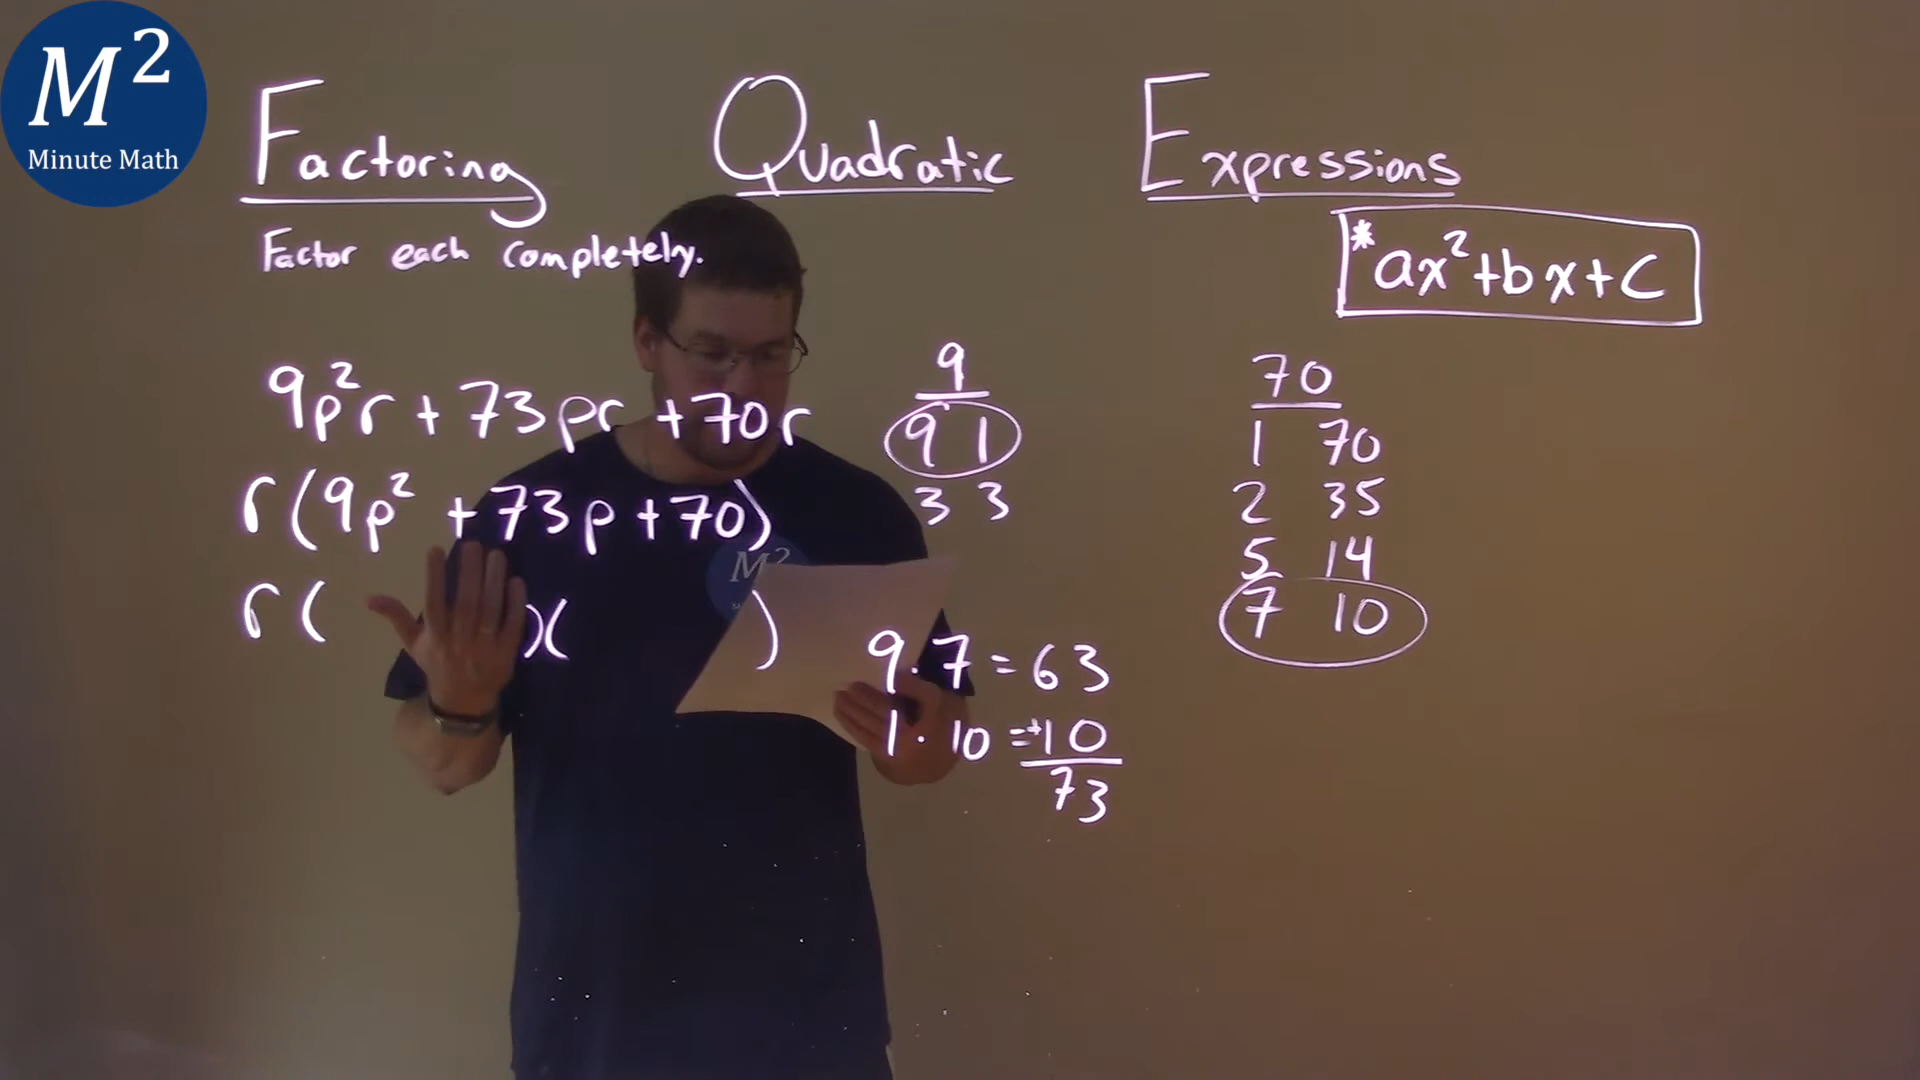 M²
Minute Math
Factoring Quadratic Expressions
Factor each completely.
*ax²+bx+c
9p²r+73pr+70r
r(9p²+73p+70)
r( )( )
9
9 1
3 3
70
1 70
2 35
5 14
7 10
9·7=63
1·10=+10
73
M²